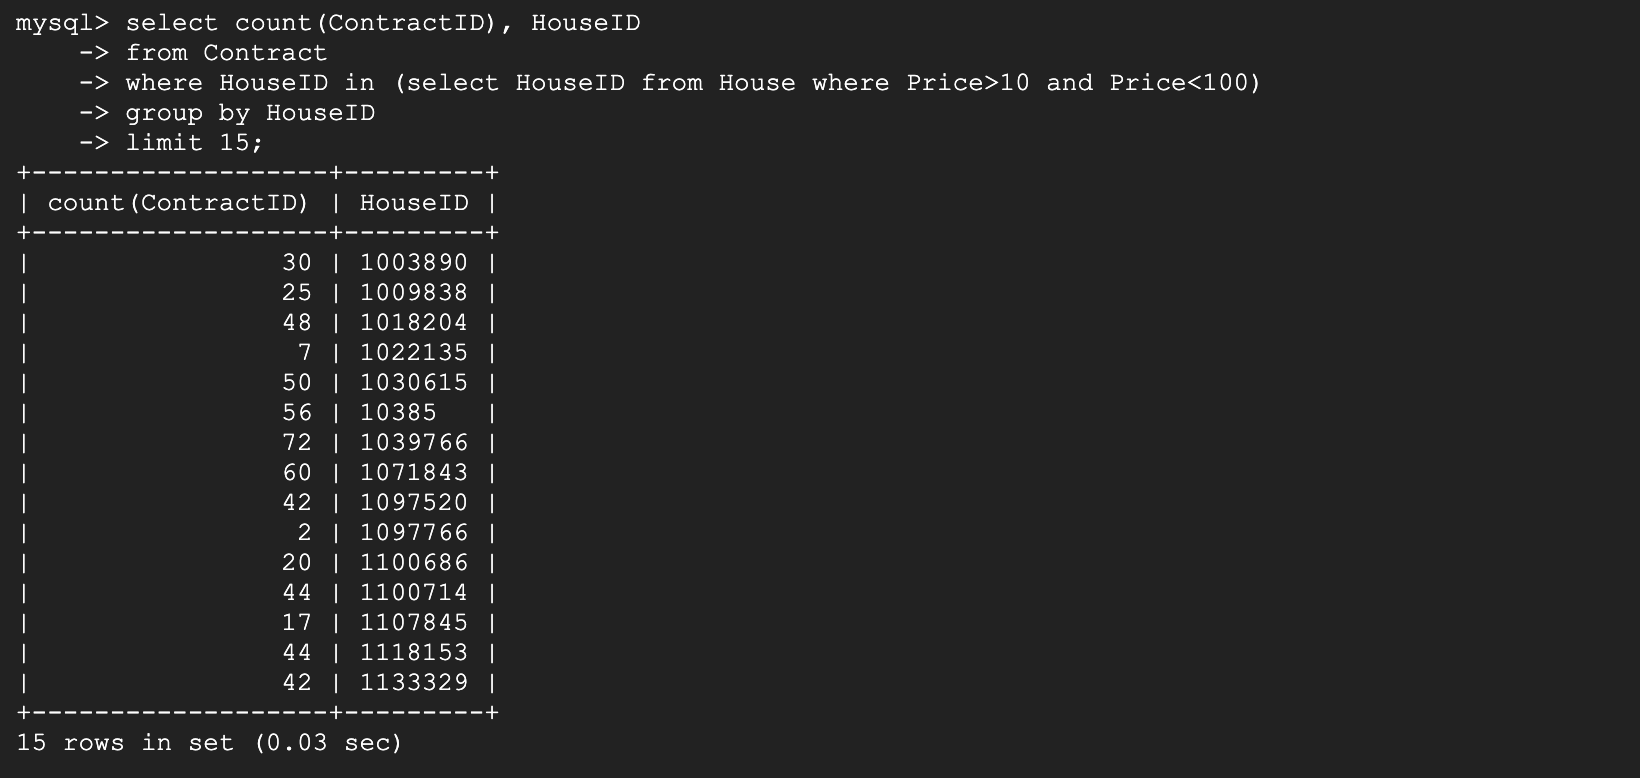 mysql> select count(ContractID), HouseID
    -> from Contract
    -> where HouseID in (select HouseID from House where Price>10 and Price<100)
    -> group by HouseID
    -> limit 15;
+-------------------+---------+
| count(ContractID) | HouseID |
+-------------------+---------+
|                30 | 1003890 |
|                25 | 1009838 |
|                48 | 1018204 |
|                 7 | 1022135 |
|                50 | 1030615 |
|                56 | 10385   |
|                72 | 1039766 |
|                60 | 1071843 |
|                42 | 1097520 |
|                 2 | 1097766 |
|                20 | 1100686 |
|                44 | 1100714 |
|                17 | 1107845 |
|                44 | 1118153 |
|                42 | 1133329 |
+-------------------+---------+
15 rows in set (0.03 sec)